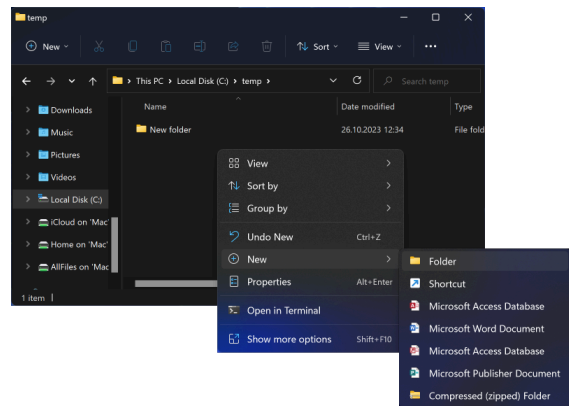 temp
New
Sort
View
This PC > Local Disk (C:) > temp >
Search temp
Name
Date modified
Type
Downloads
Music
Pictures
Videos
Local Disk (C:)
iCloud on 'Mac'
Home on 'Mac'
AllFiles on 'Mac
New folder
26.10.2023 12:34
File fold
1 item
View
Sort by
Group by
Undo New Ctrl+Z
New
Properties Alt+Enter
Open in Terminal
Show more options Shift+F10
Folder
Shortcut
Microsoft Access Database
Microsoft Word Document
Microsoft Access Database
Microsoft Publisher Document
Compressed (zipped) Folder